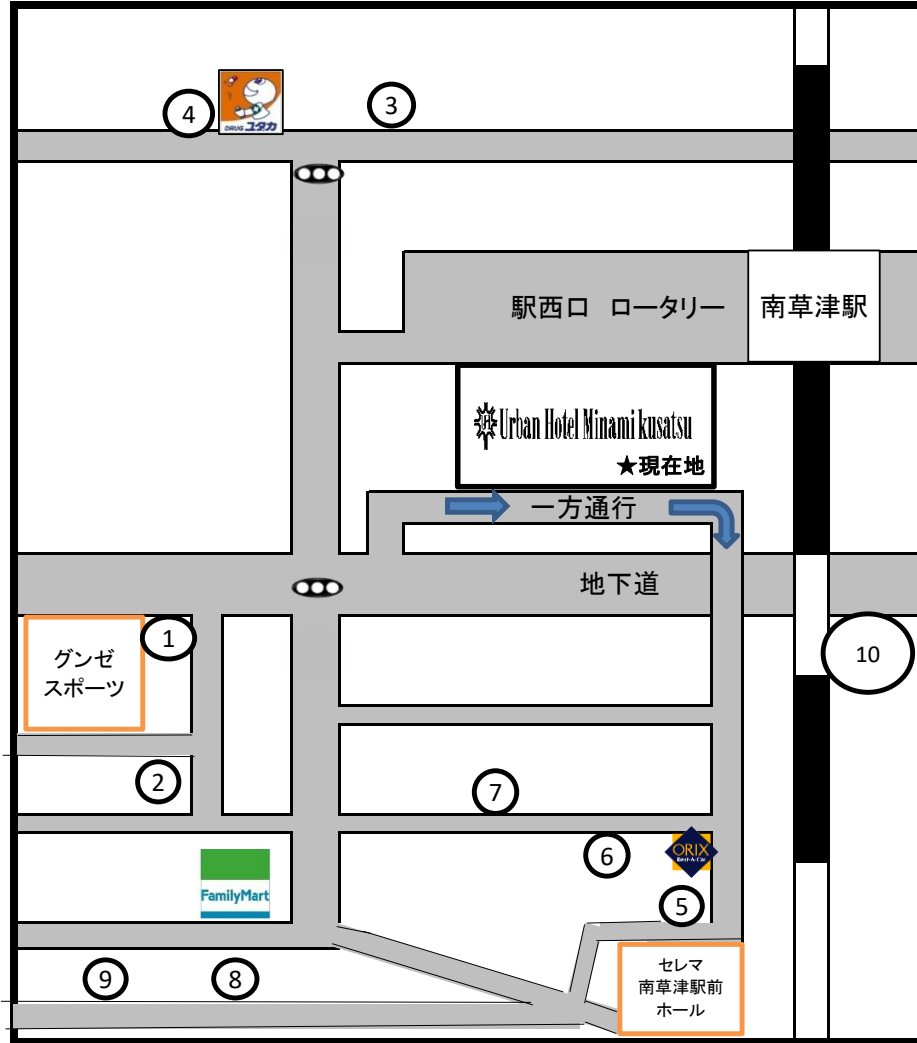 3
4
DRUG ユタカ
駅西口 ロータリー
南草津駅
Urban Hotel Minami kusatsu
★現在地
一方通行
地下道
1
グンゼ
スポーツ
10
2
7
6
ORIX
Rent-A-Car
FamilyMart
5
セレマ
南草津駅前
ホール
9
8